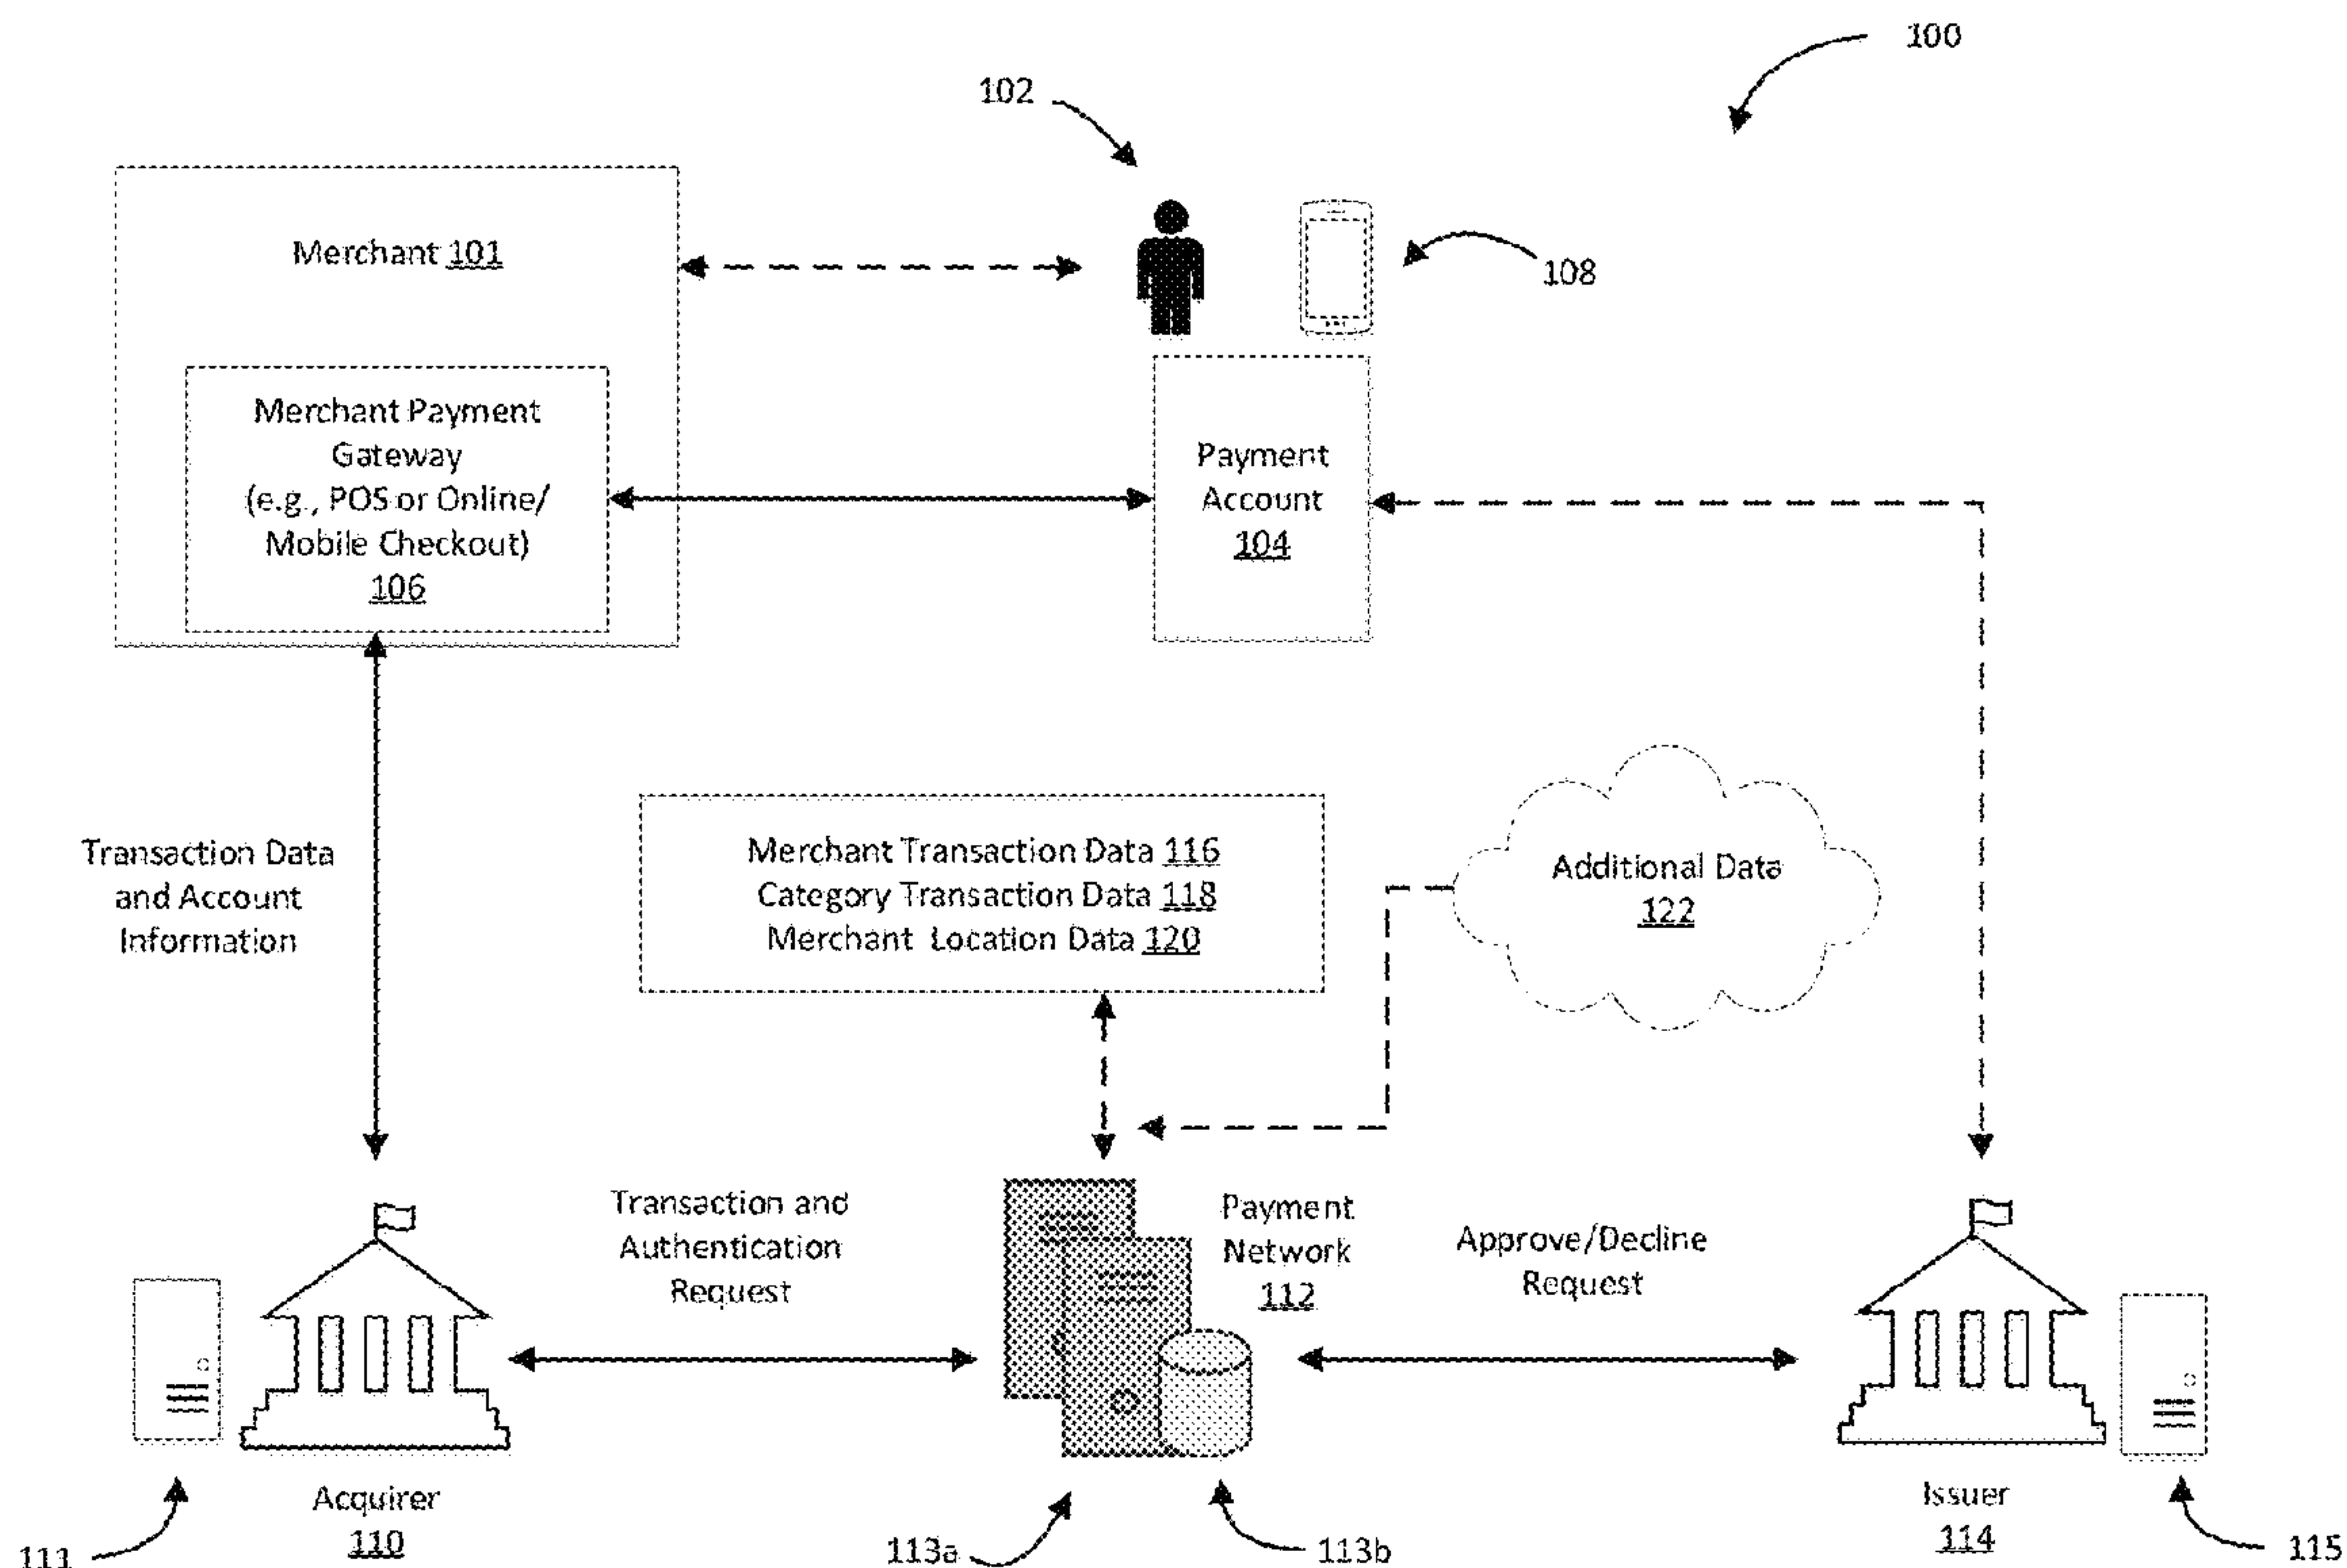 100
102
Merchant 101
108
Merchant Payment
Gateway
(e.g., POS or Online/
Mobile Checkout)
106
Payment
Account
104
Transaction Data
and Account
Information
Merchant Transaction Data 116
Category Transaction Data 118
Merchant Location Data 120
Additional Data
122
Transaction and
Authentication
Request
Payment
Network
112
Approve/Decline
Request
Acquirer
110
Issuer
114
111
113a
113b
115